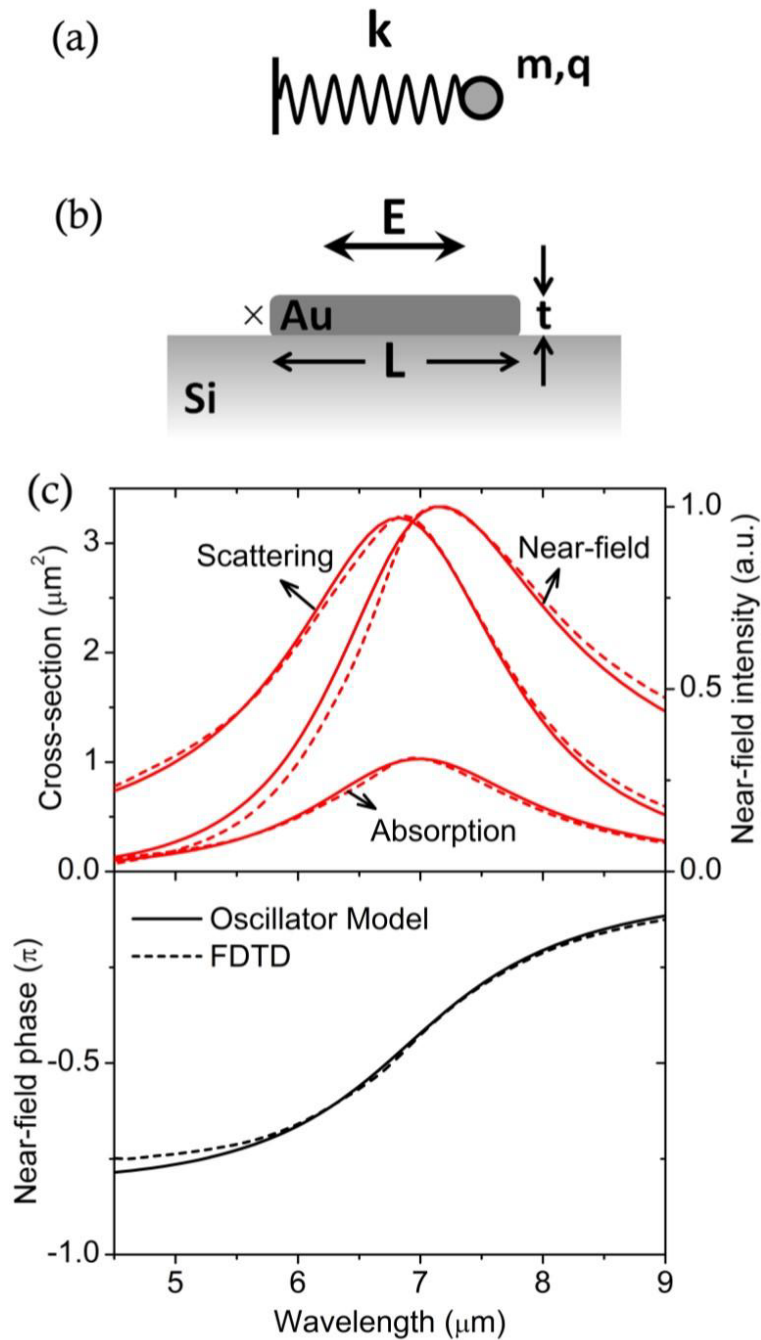 (a)
k
m,q
(b)
E
× Au
t
L
Si
(c)
Scattering
Near-field
Absorption
Cross-section (μm²)
3
2
1
0.0
Near-field intensity (a.u.)
1.0
0.5
0.0
Oscillator Model
FDTD
Near-field phase (π)
-0.5
-1.0
5 6 7 8 9
Wavelength (μm)